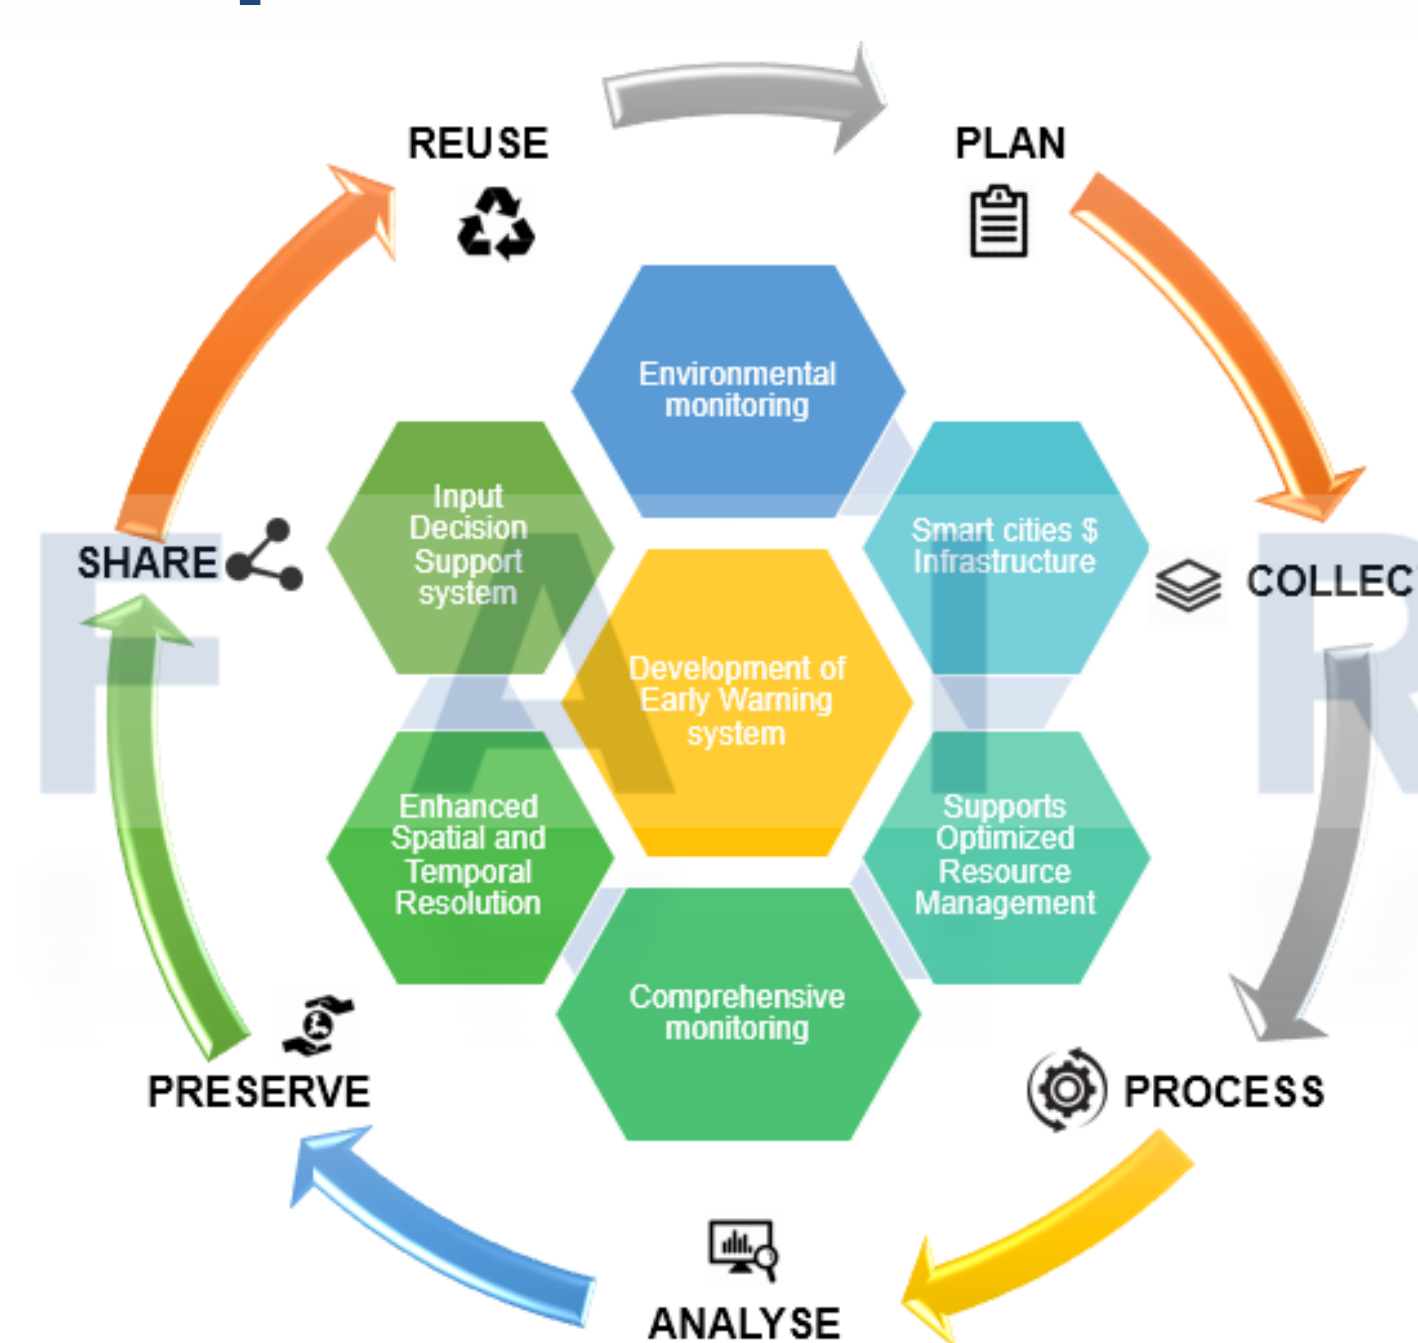 REUSE
PLAN
Environmental
monitoring
Input
Decision
Support
system
Smart cities $
Infrastructure
SHARE
COLLEC
F A I R
Development of
Early Warning
system
Enhanced
Spatial and
Temporal
Resolution
Supports
Optimized
Resource
Management
Comprehensive
monitoring
PRESERVE
PROCESS
ANALYSE